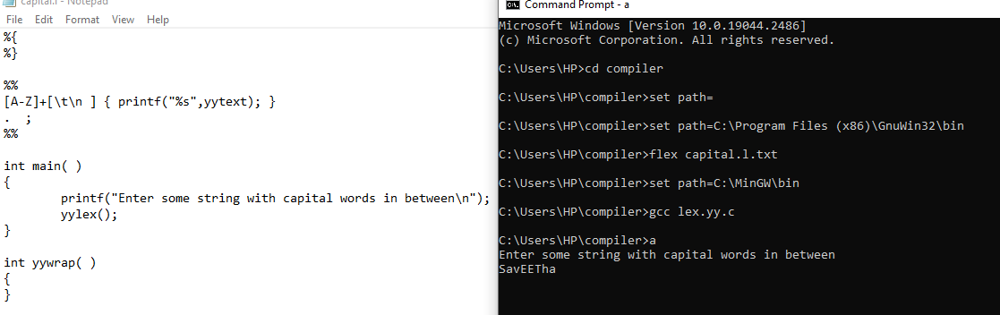 capital.l - Notepad
File Edit Format View Help
%{
%}
%%
[A-Z]+[\t\n ] { printf("%s",yytext); }
. ;
%%
int main( )
{
printf("Enter some string with capital words in between\n");
yylex();
}
int yywrap( )
{
}
Command Prompt - a
Microsoft Windows [Version 10.0.19044.2486]
(c) Microsoft Corporation. All rights reserved.
C:\Users\HP>cd compiler
C:\Users\HP\compiler>set path=
C:\Users\HP\compiler>set path=C:\Program Files (x86)\GnuWin32\bin
C:\Users\HP\compiler>flex capital.l.txt
C:\Users\HP\compiler>set path=C:\MinGW\bin
C:\Users\HP\compiler>gcc lex.yy.c
C:\Users\HP\compiler>a
Enter some string with capital words in between
SavEETha